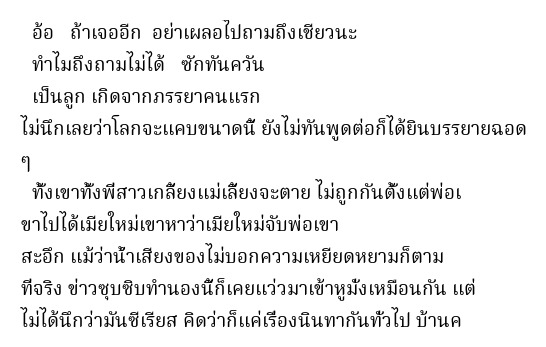 อ้อ ถ้าเจออีก อย่าเผลอไปถามถึงเชียวนะ
ทำไมถึงถามไม่ได้ ซักทันควัน
เป็นลูก เกิดจากภรรยาคนแรก
ไม่นึกเลยว่าโลกจะแคบขนาดนี้ ยังไม่ทันพูดต่อก็ได้ยินบรรยายฉอด
ๆ
ทั้งเขาทั้งพี่สาวเกลียงแม่เลี้ยงจะตาย ไม่ถูกกันตั้งแต่พ่อเ
ขาไปได้เมียใหม่เขาหาว่าเมียใหม่จับพ่อเขา
สะอึก แม้ว่าน้ำเสียงของไม่บอกความเหยียดหยามก็ตาม
ที่จริง ข่าวซุบซิบทำนองนี้ก็เคยแว่วมาเข้าหูมั่งเหมือนกัน แต่
ไม่ได้นึกว่ามันซีเรียส คิดว่าก็แค่เรื่องนินทากันทั่วไป บ้านค